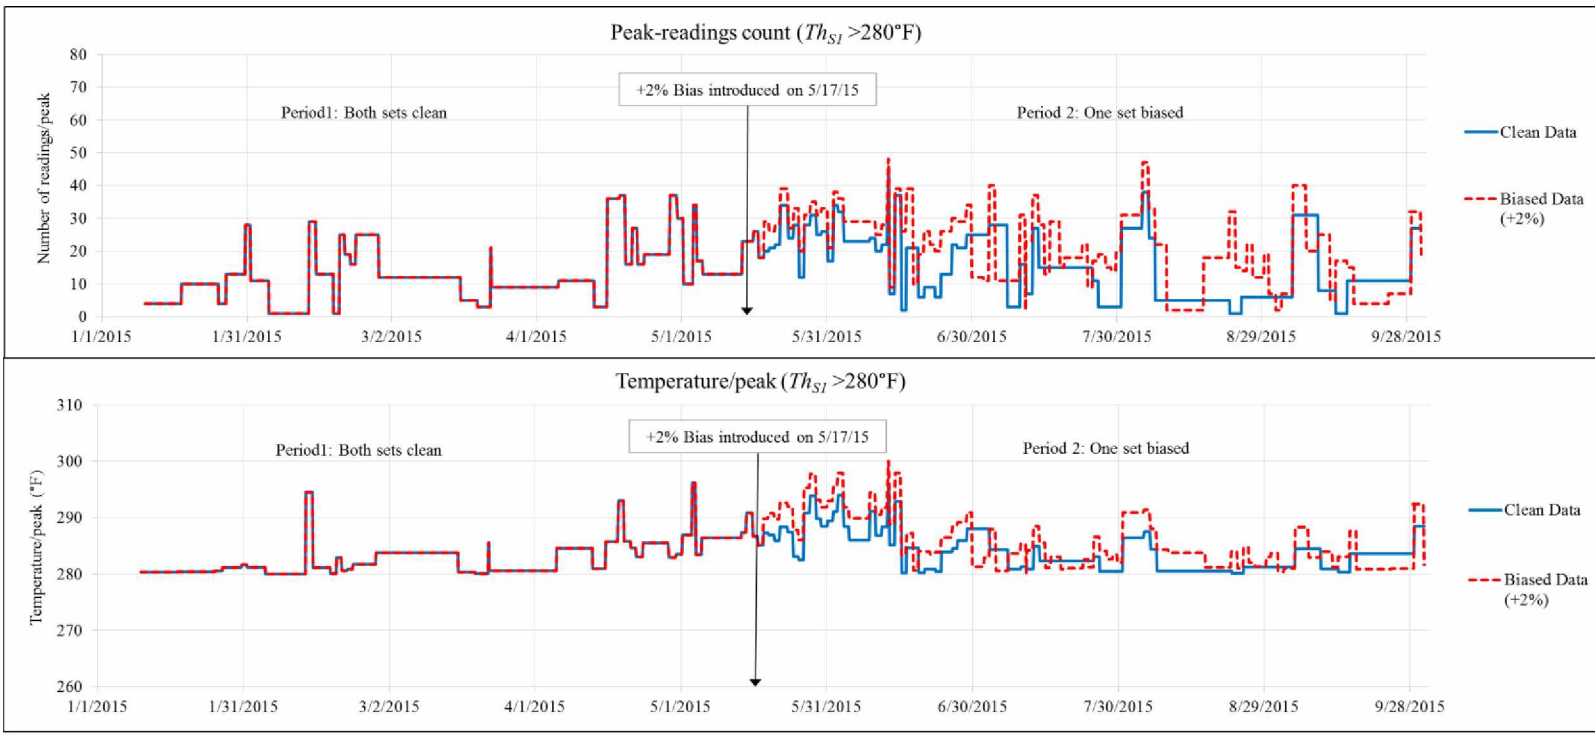 Peak-readings count (ThS1 >280°F)
80
70
60
50
40
30
20
10
0
Number of readings/peak
+2% Bias introduced on 5/17/15
Period1: Both sets clean
Period 2: One set biased
Clean Data
Biased Data
(+2%)
1/1/2015 1/31/2015 3/2/2015 4/1/2015 5/1/2015 5/31/2015 6/30/2015 7/30/2015 8/29/2015 9/28/2015
Temperature/peak (ThS1 >280°F)
310
300
290
280
270
260
Temperature/peak (°F)
+2% Bias introduced on 5/17/15
Period1: Both sets clean
Period 2: One set biased
Clean Data
Biased Data
(+2%)
1/1/2015 1/31/2015 3/2/2015 4/1/2015 5/1/2015 5/31/2015 6/30/2015 7/30/2015 8/29/2015 9/28/2015